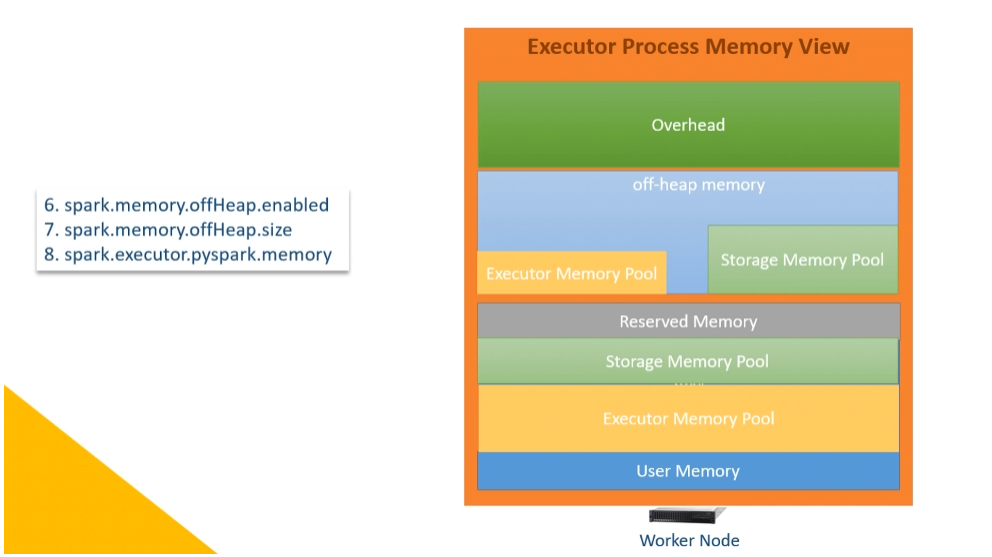 Executor Process Memory View
Overhead
off-heap memory
Executor Memory Pool
Storage Memory Pool
Reserved Memory
Storage Memory Pool
Executor Memory Pool
User Memory
Worker Node
6. spark.memory.offHeap.enabled
7. spark.memory.offHeap.size
8. spark.executor.pyspark.memory